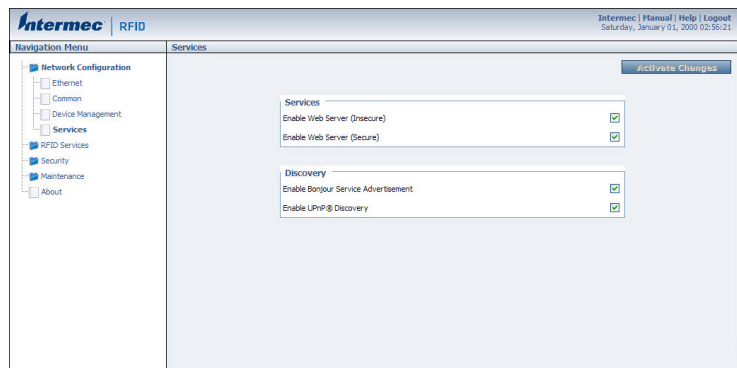 Intermec | RFID
Intermec | Manual | Help | Logout
Saturday, January 01, 2000 02:56:21
Navigation Menu
Services
Network Configuration
Ethernet
Common
Device Management
Services
RFID Services
Security
Maintenance
About
Activate Changes
Services
Enable Web Server (Insecure)
Enable Web Server (Secure)
Discovery
Enable Bonjour Service Advertisement
Enable UPnP® Discovery